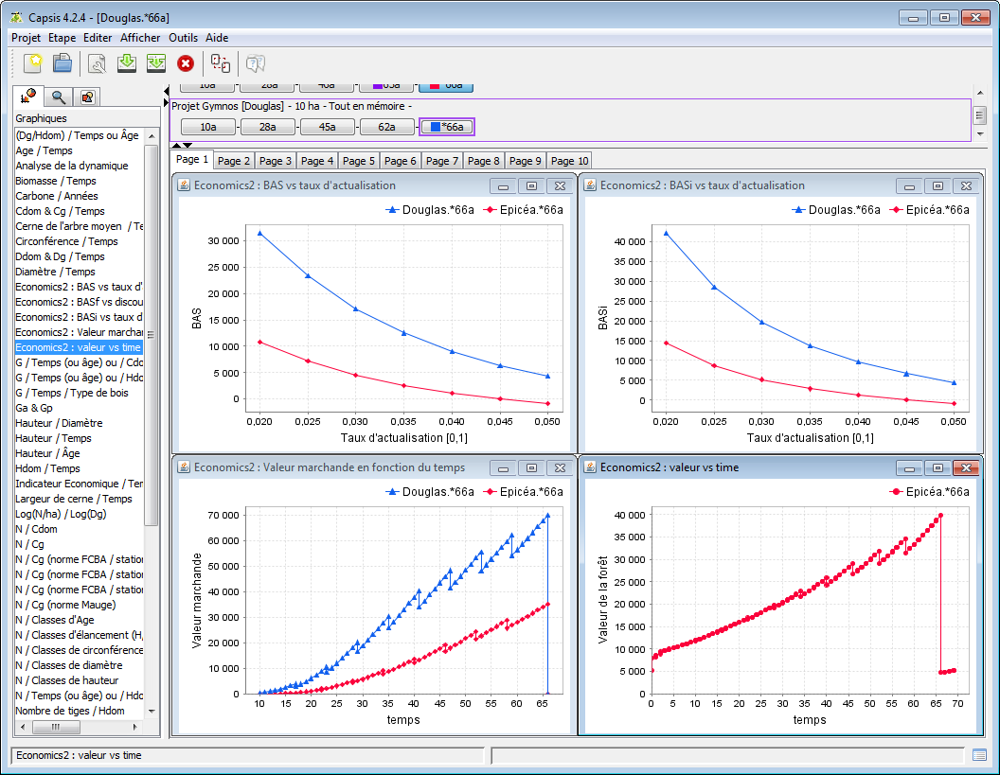 Capsis 4.2.4 - [Douglas.*66a]
Projet Etape Editer Afficher Outils Aide
10a 28a 46a 65a 66a
Projet Gymnos [Douglas] - 10 ha - Tout en mémoire -
10a - 28a - 45a - 62a - *66a
Graphiques
(Dg/Hdom) / Temps ou Âge
Age / Temps
Analyse de la dynamique
Biomasse / Temps
Carbone / Années
Cdom & Cg / Temps
Cerne de l'arbre moyen / Te
Circonférence / Temps
Ddom & Dg / Temps
Diamètre / Temps
Economics2 : BAS vs taux d'
Economics2 : BASf vs discou
Economics2 : BASi vs taux d
Economics2 : Valeur marchan
Economics2 : valeur vs time
G / Temps (ou âge) ou / Cdo
G / Temps (ou âge) ou / Hdo
G / Temps / Type de bois
Ga & Gp
Hauteur / Diamètre
Hauteur / Temps
Hauteur / Âge
Hdom / Temps
Indicateur Economique / Ter
Largeur de cerne / Temps
Log(N/ha) / Log(Dg)
N / Cdom
N / Cg
N / Cg (norme FCBA / station
N / Cg (norme FCBA / station
N / Cg (norme FCBA / station
N / Cg (norme Mauge)
N / Classes d'Age
N / Classes d'élancement (H,
N / Classes de circonférence
N / Classes de diamètre
N / Classes de hauteur
N / Temps (ou âge) ou / Hdo
Nombre de tiges / Hdom
Page 1 Page 2 Page 3 Page 4 Page 5 Page 6 Page 7 Page 8 Page 9 Page 10
Economics2 : BAS vs taux d'actualisation
Douglas.*66a Epicéa.*66a
30 000
25 000
20 000
15 000
10 000
5 000
0
BAS
0,020 0,025 0,030 0,035 0,040 0,045 0,050
Taux d'actualisation [0,1]
Economics2 : BASi vs taux d'actualisation
Douglas.*66a Epicéa.*66a
40 000
35 000
30 000
25 000
20 000
15 000
10 000
5 000
0
BASi
0,020 0,025 0,030 0,035 0,040 0,045 0,050
Taux d'actualisation [0,1]
Economics2 : Valeur marchande en fonction du temps
Douglas.*66a Epicéa.*66a
70 000
60 000
50 000
40 000
30 000
20 000
10 000
0
Valeur marchande
10 15 20 25 30 35 40 45 50 55 60 65
temps
Economics2 : valeur vs time
Epicéa.*66a
40 000
35 000
30 000
25 000
20 000
15 000
10 000
5 000
0
Valeur de la forêt
0 5 10 15 20 25 30 35 40 45 50 55 60 65 70
temps
Economics2 : valeur vs time